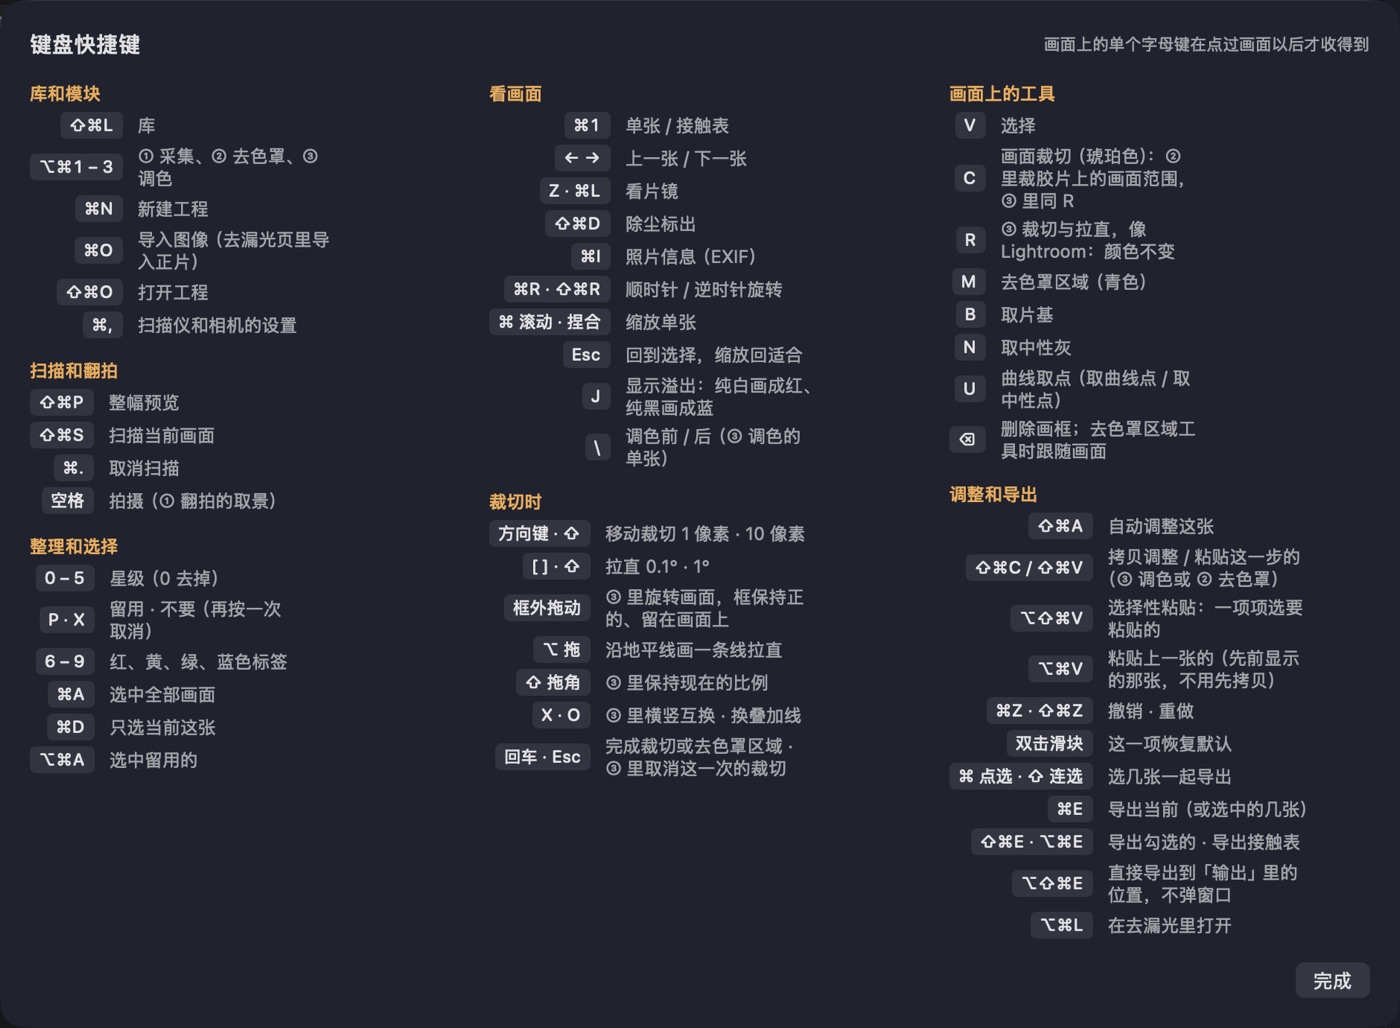 键盘快捷键
画面上的单个字母键在点过画面以后才收得到
库和模块
⇧⌘L 库
⌥⌘1 – 3 ① 采集、② 去色罩、③
调色
⌘N 新建工程
⌘O 导入图像（去漏光页里导
入正片）
⇧⌘O 打开工程
⌘, 扫描仪和相机的设置
扫描和翻拍
⇧⌘P 整幅预览
⇧⌘S 扫描当前画面
⌘. 取消扫描
空格 拍摄（① 翻拍的取景）
整理和选择
0 – 5 星级（0 去掉）
P · X 留用 · 不要（再按一次
取消）
6 – 9 红、黄、绿、蓝色标签
⌘A 选中全部画面
⌘D 只选当前这张
⌥⌘A 选中留用的
看画面
⌘1 单张 / 接触表
← → 上一张 / 下一张
Z · ⌘L 看片镜
⇧⌘D 除尘标出
⌘I 照片信息（EXIF）
⌘R · ⇧⌘R 顺时针 / 逆时针旋转
⌘ 滚动 · 捏合 缩放单张
Esc 回到选择，缩放回适合
J 显示溢出：纯白画成红、
纯黑画成蓝
\ 调色前 / 后（③ 调色的
单张）
裁切时
方向键 · ⇧ 移动裁切 1 像素 · 10 像素
[ ] · ⇧ 拉直 0.1° · 1°
框外拖动 ③ 里旋转画面，框保持正
的、留在画面上
⌥ 拖 沿地平线画一条线拉直
⇧ 拖角 ③ 里保持现在的比例
X · O ③ 里横竖互换 · 换叠加线
回车 · Esc 完成裁切或去色罩区域 ·
③ 里取消这一次的裁切
画面上的工具
V 选择
C 画面裁切（琥珀色）：②
里裁胶片上的画面范围，
③ 里同 R
R ③ 裁切与拉直，像
Lightroom：颜色不变
M 去色罩区域（青色）
B 取片基
N 取中性灰
U 曲线取点（取曲线点 / 取
中性点）
⌫ 删除画框；去色罩区域工
具时跟随画面
调整和导出
⇧⌘A 自动调整这张
⇧⌘C / ⇧⌘V 拷贝调整 / 粘贴这一步的
（③ 调色或 ② 去色罩）
⌥⇧⌘V 选择性粘贴：一项项选要
粘贴的
⌥⌘V 粘贴上一张的（先前显示
的那张，不用先拷贝）
⌘Z · ⇧⌘Z 撤销 · 重做
双击滑块 这一项恢复默认
⌘ 点选 · ⇧ 连选 选几张一起导出
⌘E 导出当前（或选中的几张）
⇧⌘E · ⌥⌘E 导出勾选的 · 导出接触表
⌥⇧⌘E 直接导出到「输出」里的
位置，不弹窗口
⌥⌘L 在去漏光里打开
完成